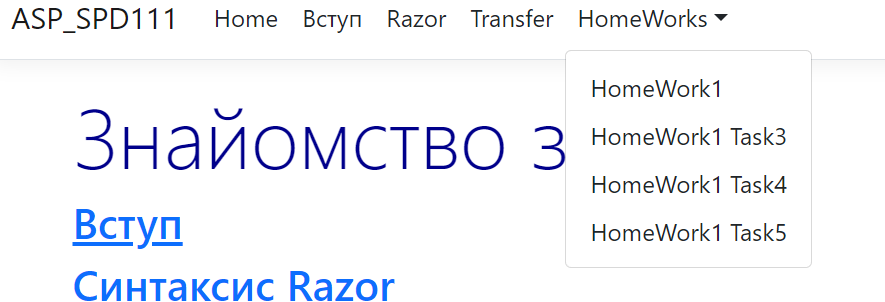 ASP_SPD111 Home Вступ Razor Transfer HomeWorks
HomeWork1
HomeWork1 Task3
HomeWork1 Task4
HomeWork1 Task5
Знайомство з
Вступ
Синтаксис Razor